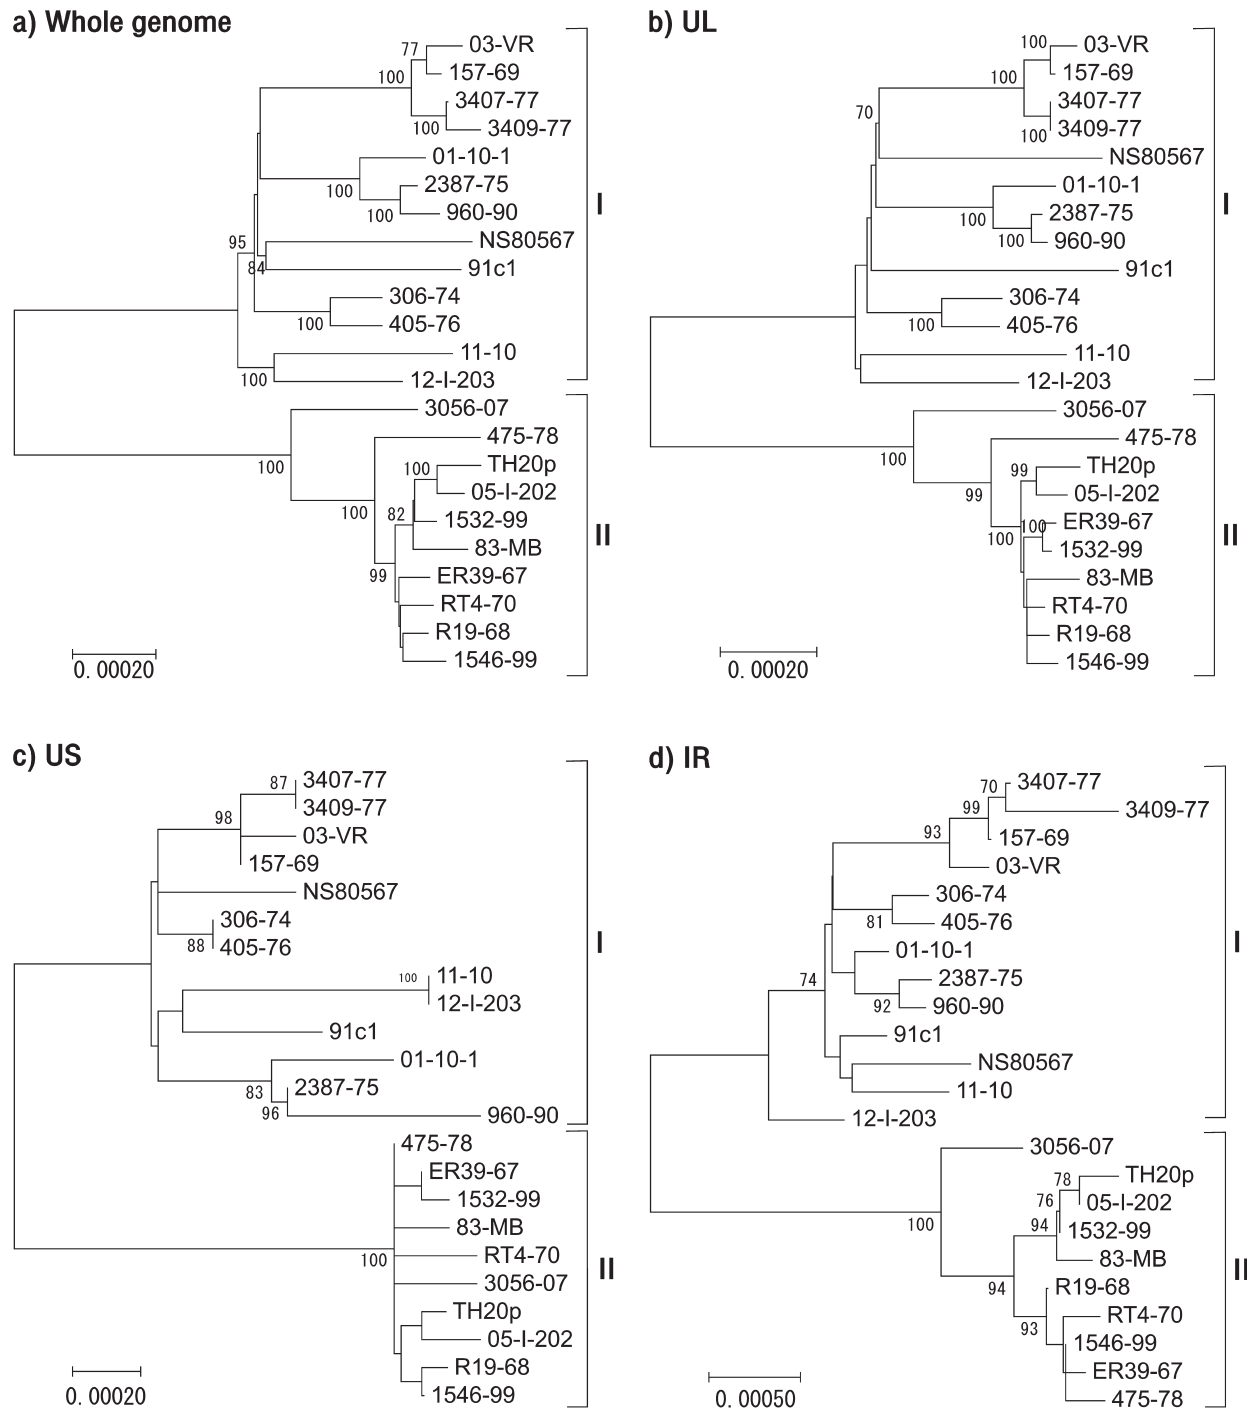 a) Whole genome
77
03-VR
157-69
100
3407-77
100
3409-77
01-10-1
100
2387-75
100
960-90
I
95
NS80567
84
91c1
306-74
100
405-76
11-10
100
12-I-203
3056-07
100
475-78
100
TH20p
05-I-202
100
82
1532-99
83-MB
II
99
ER39-67
RT4-70
R19-68
1546-99
0.00020
b) UL
100
03-VR
100
157-69
3407-77
70
100
3409-77
NS80567
01-10-1
100
2387-75
100
960-90
I
91c1
306-74
100
405-76
11-10
12-I-203
3056-07
100
475-78
99
TH20p
99
05-I-202
100
100
ER39-67
1532-99
II
83-MB
RT4-70
R19-68
1546-99
0.00020
c) US
87
3407-77
3409-77
98
03-VR
157-69
NS80567
306-74
88
405-76
I
100
11-10
12-I-203
91c1
01-10-1
83
2387-75
96
960-90
475-78
ER39-67
1532-99
83-MB
100
RT4-70
II
3056-07
TH20p
05-I-202
R19-68
1546-99
0.00020
d) IR
70
3407-77
99
3409-77
93
157-69
03-VR
306-74
81
405-76
I
01-10-1
74
2387-75
92
960-90
91c1
NS80567
11-10
12-I-203
3056-07
100
78
TH20p
76
05-I-202
94
1532-99
83-MB
II
94
R19-68
93
RT4-70
1546-99
ER39-67
475-78
0.00050